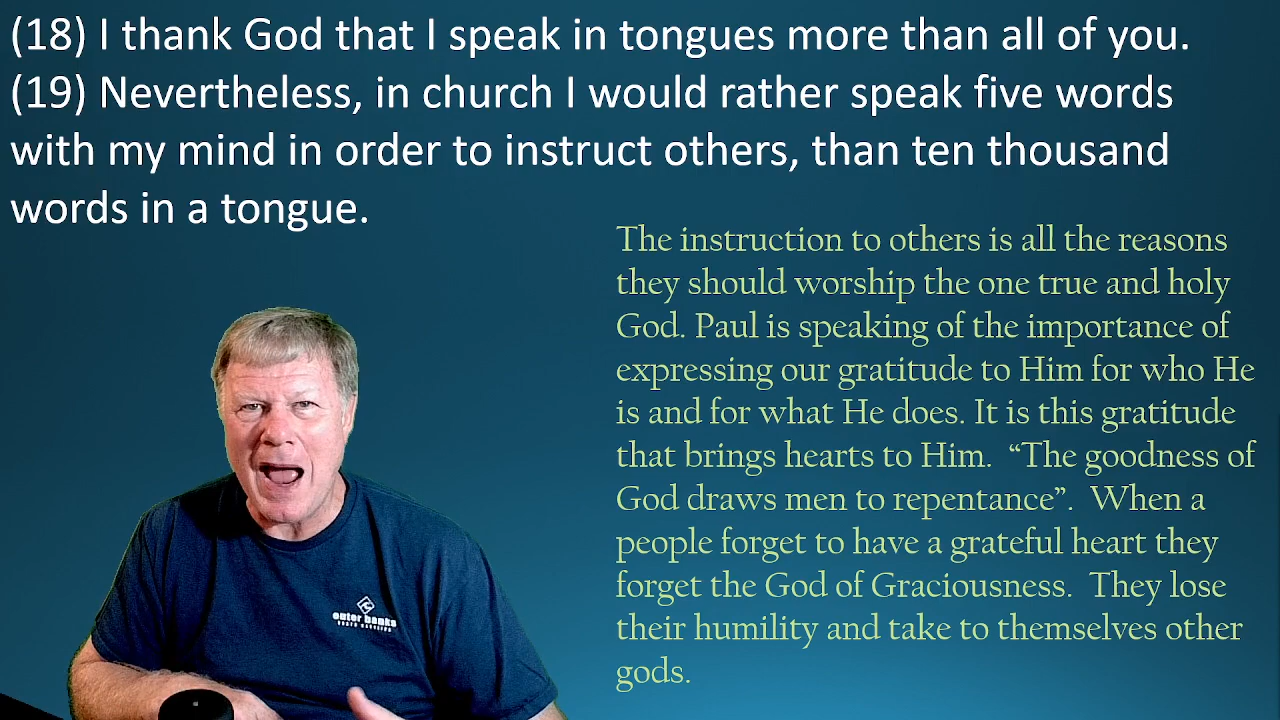 (18) I thank God that I speak in tongues more than all of you.
(19) Nevertheless, in church I would rather speak five words
with my mind in order to instruct others, than ten thousand
words in a tongue.
The instruction to others is all the reasons
they should worship the one true and holy
God. Paul is speaking of the importance of
expressing our gratitude to Him for who He
is and for what He does. It is this gratitude
that brings hearts to Him.  “The goodness of
God draws men to repentance”.  When a
people forget to have a grateful heart they
forget the God of Graciousness.  They lose
their humility and take to themselves other
gods.
outer banks